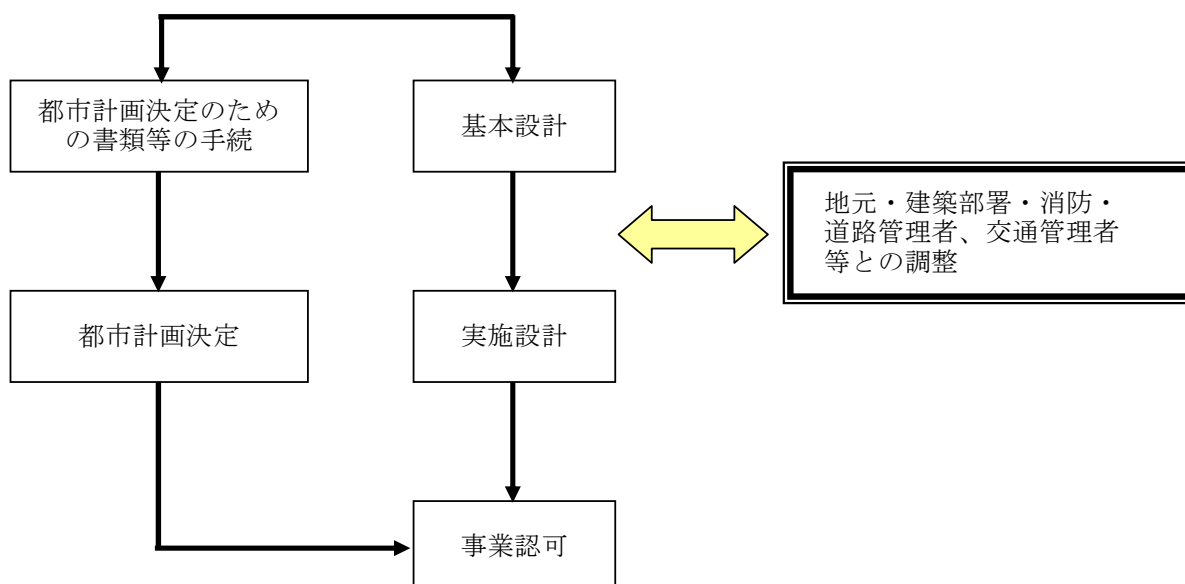 都市計画決定のため
の書類等の手続
基本設計
地元・建築部署・消防・
道路管理者、交通管理者
等との調整
都市計画決定
実施設計
事業認可